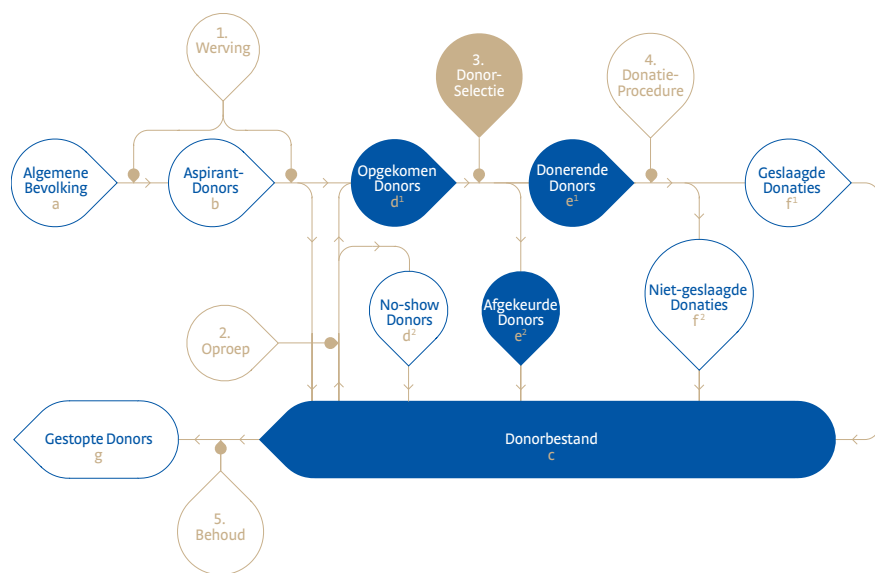 1.
Werving
3.
Donor-
Selectie
4.
Donatie-
Procedure
Algemene
Bevolking
a
Aspirant-
Donors
b
Opgekomen
Donors
d¹
Donerende
Donors
e¹
Geslaagde
Donaties
f¹
2.
Oproep
No-show
Donors
d²
Afgekeurde
Donors
e²
Niet-geslaagde
Donaties
f²
Gestopte Donors
g
Donorbestand
c
5.
Behoud